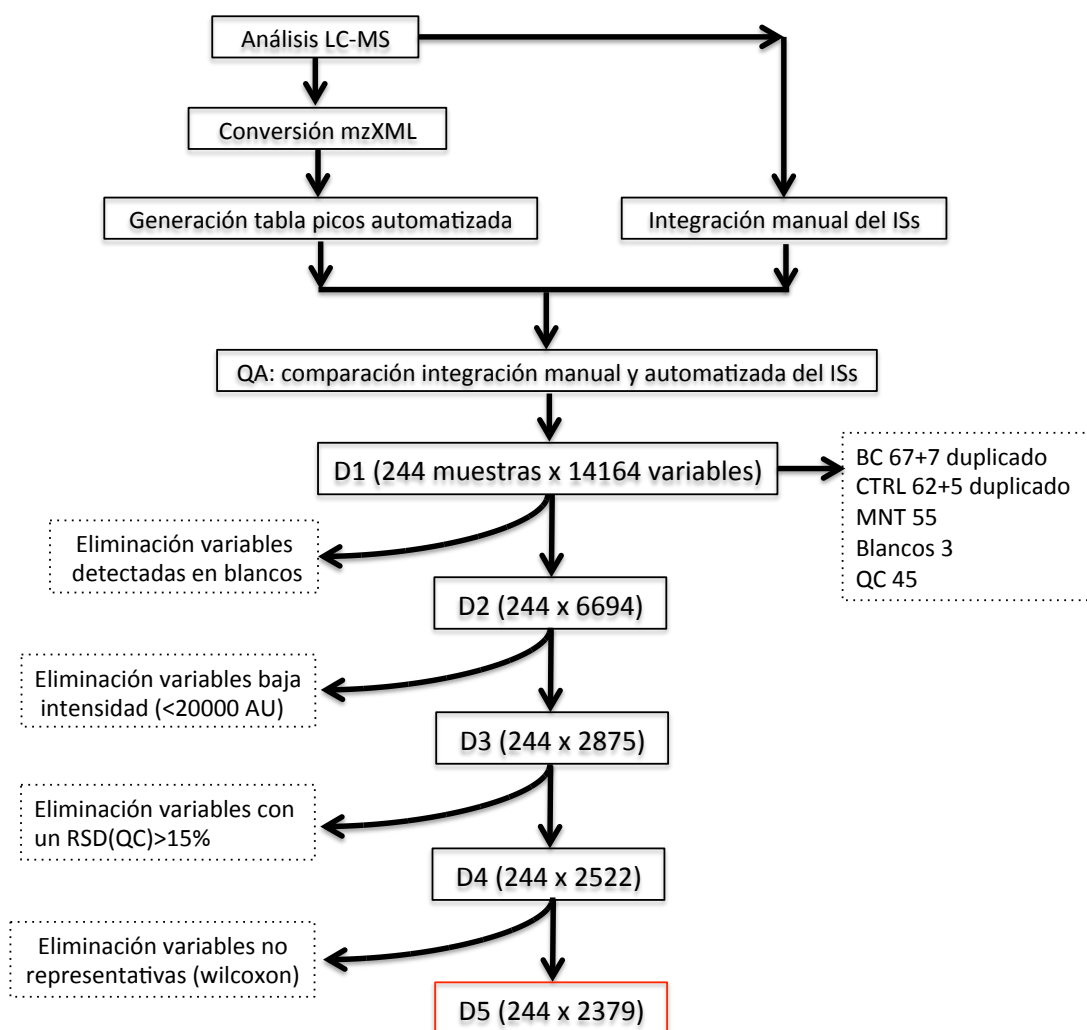 Análisis LC-MS
Conversión mzXML
Generación tabla picos automatizada
Integración manual del ISs
QA: comparación integración manual y automatizada del ISs
D1 (244 muestras x 14164 variables)
BC 67+7 duplicado
CTRL 62+5 duplicado
MNT 55
Blancos 3
QC 45
Eliminación variables
detectadas en blancos
D2 (244 x 6694)
Eliminación variables baja
intensidad (<20000 AU)
D3 (244 x 2875)
Eliminación variables con
un RSD(QC)>15%
D4 (244 x 2522)
Eliminación variables no
representativas (wilcoxon)
D5 (244 x 2379)